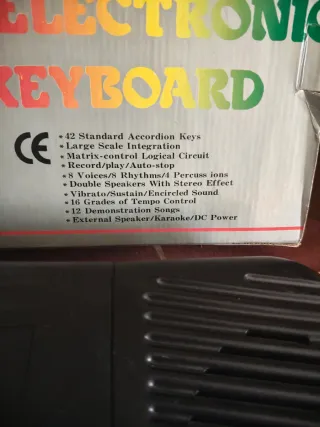 ELECTRONIC
KEYBOARD
CE
* 42 Standard Accordion Keys
* Large Scale Integration
* Matrix-control Logical Circuit
* Record/play/Auto-stop
* 8 Voices/8 Rhythms/4 Percuss ions
* Double Speakers With Stereo Effect
* Vibrato/Sustain/Encircled Sound
* 16 Grades of Tempo Control
* 12 Demonstration Songs
* External Speaker/Karaoke/DC Power